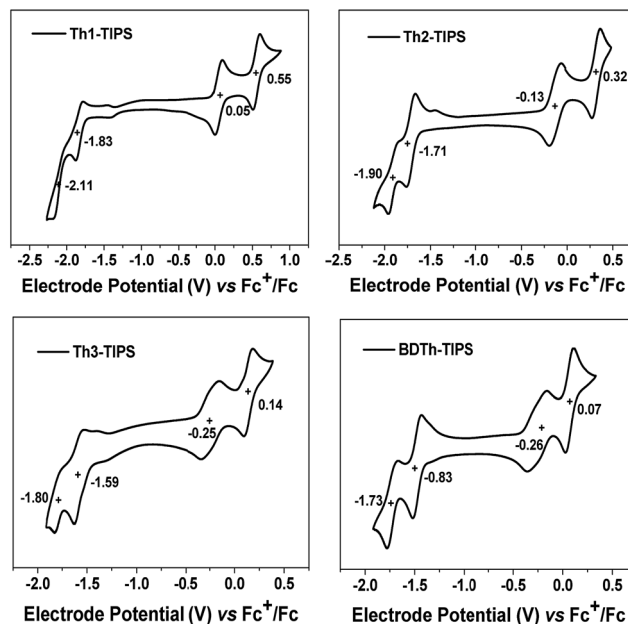 Th1-TIPS
0.55
0.05
-1.83
-2.11
-2.5 -2.0 -1.5 -1.0 -0.5 0.0 0.5 1.0
Electrode Potential (V) vs Fc+/Fc
Th2-TIPS
-0.13
0.32
-1.90
-1.71
-2.5 -2.0 -1.5 -1.0 -0.5 0.0 0.5
Electrode Potential (V) vs Fc+/Fc
Th3-TIPS
0.14
-0.25
-1.80
-1.59
-2.0 -1.5 -1.0 -0.5 0.0 0.5
Electrode Potential (V) vs Fc+/Fc
BDTh-TIPS
0.07
-0.26
-1.73
-0.83
-2.0 -1.5 -1.0 -0.5 0.0 0.5
Electrode Potential (V) vs Fc+/Fc